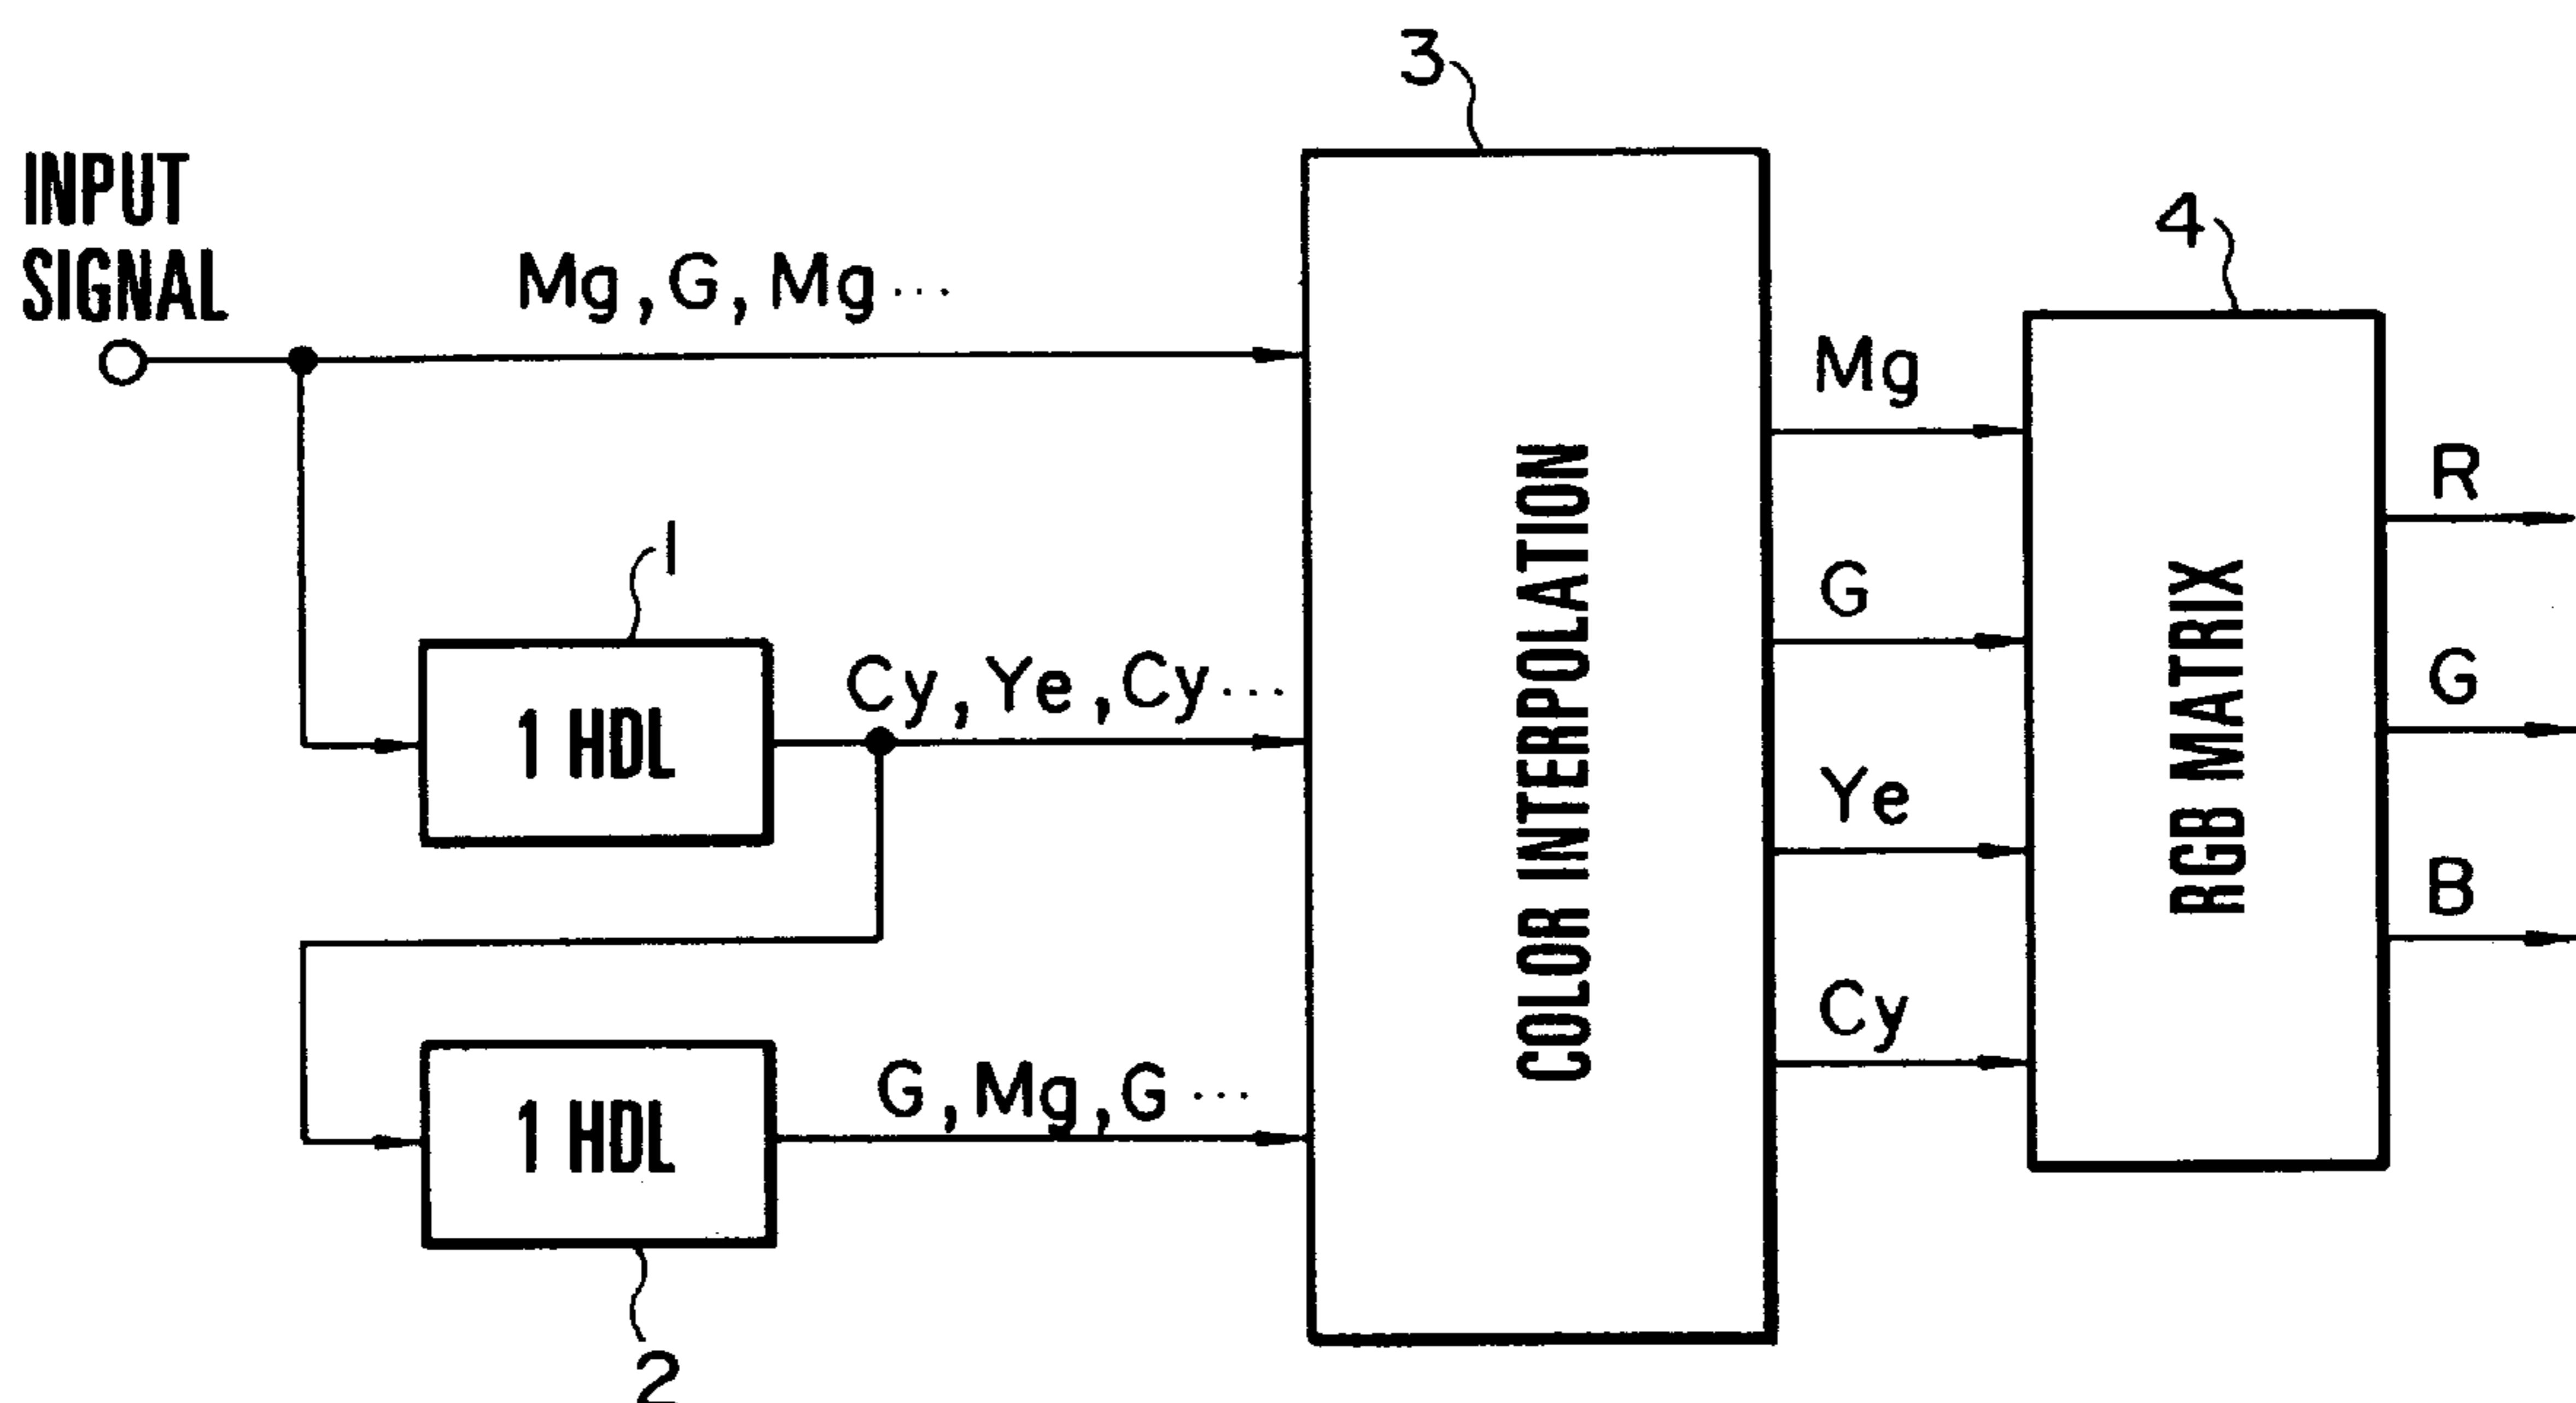 3
INPUT
SIGNAL
Mg, G, Mg...
4
Mg
1
1 HDL
Cy, Ye, Cy...
COLOR INTERPOLATION
G
Ye
Cy
RGB MATRIX
R
G
B
1 HDL
G, Mg, G...
2